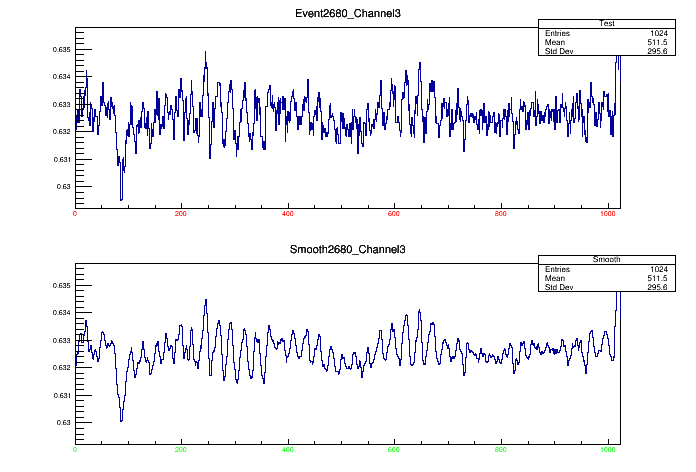 Event2680_Channel3
Test
Entries 1024
Mean 511.5
Std Dev 295.6
0.635
0.634
0.633
0.632
0.631
0.63
0 200 400 600 800 1000
Smooth2680_Channel3
Smooth
Entries 1024
Mean 511.5
Std Dev 295.6
0.635
0.634
0.633
0.632
0.631
0.63
0 200 400 600 800 1000